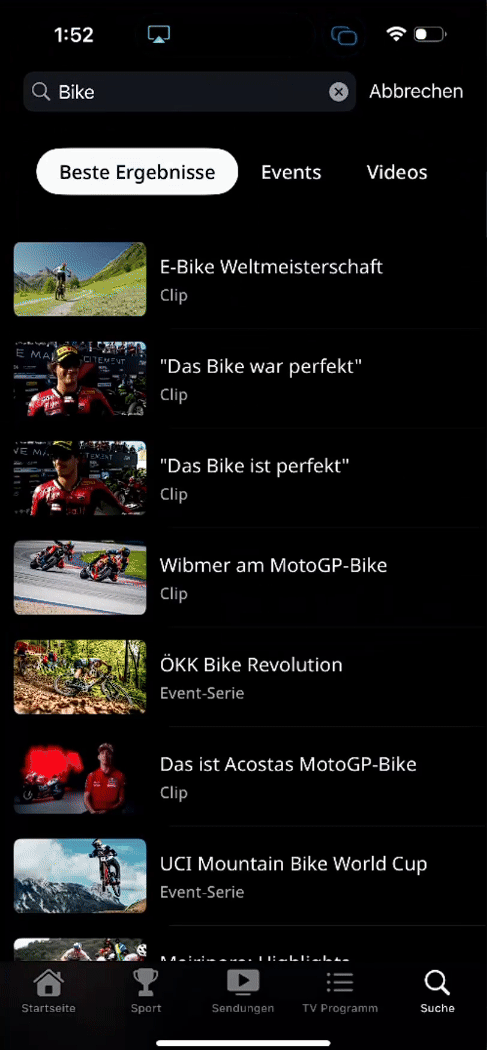 1:52
Bike
Abbrechen
Beste Ergebnisse
Events
Videos
E-Bike Weltmeisterschaft
Clip
"Das Bike war perfekt"
Clip
"Das Bike ist perfekt"
Clip
Wibmer am MotoGP-Bike
Clip
ÖKK Bike Revolution
Event-Serie
Das ist Acostas MotoGP-Bike
Clip
UCI Mountain Bike World Cup
Event-Serie
Startseite
Sport
Sendungen
TV Programm
Suche